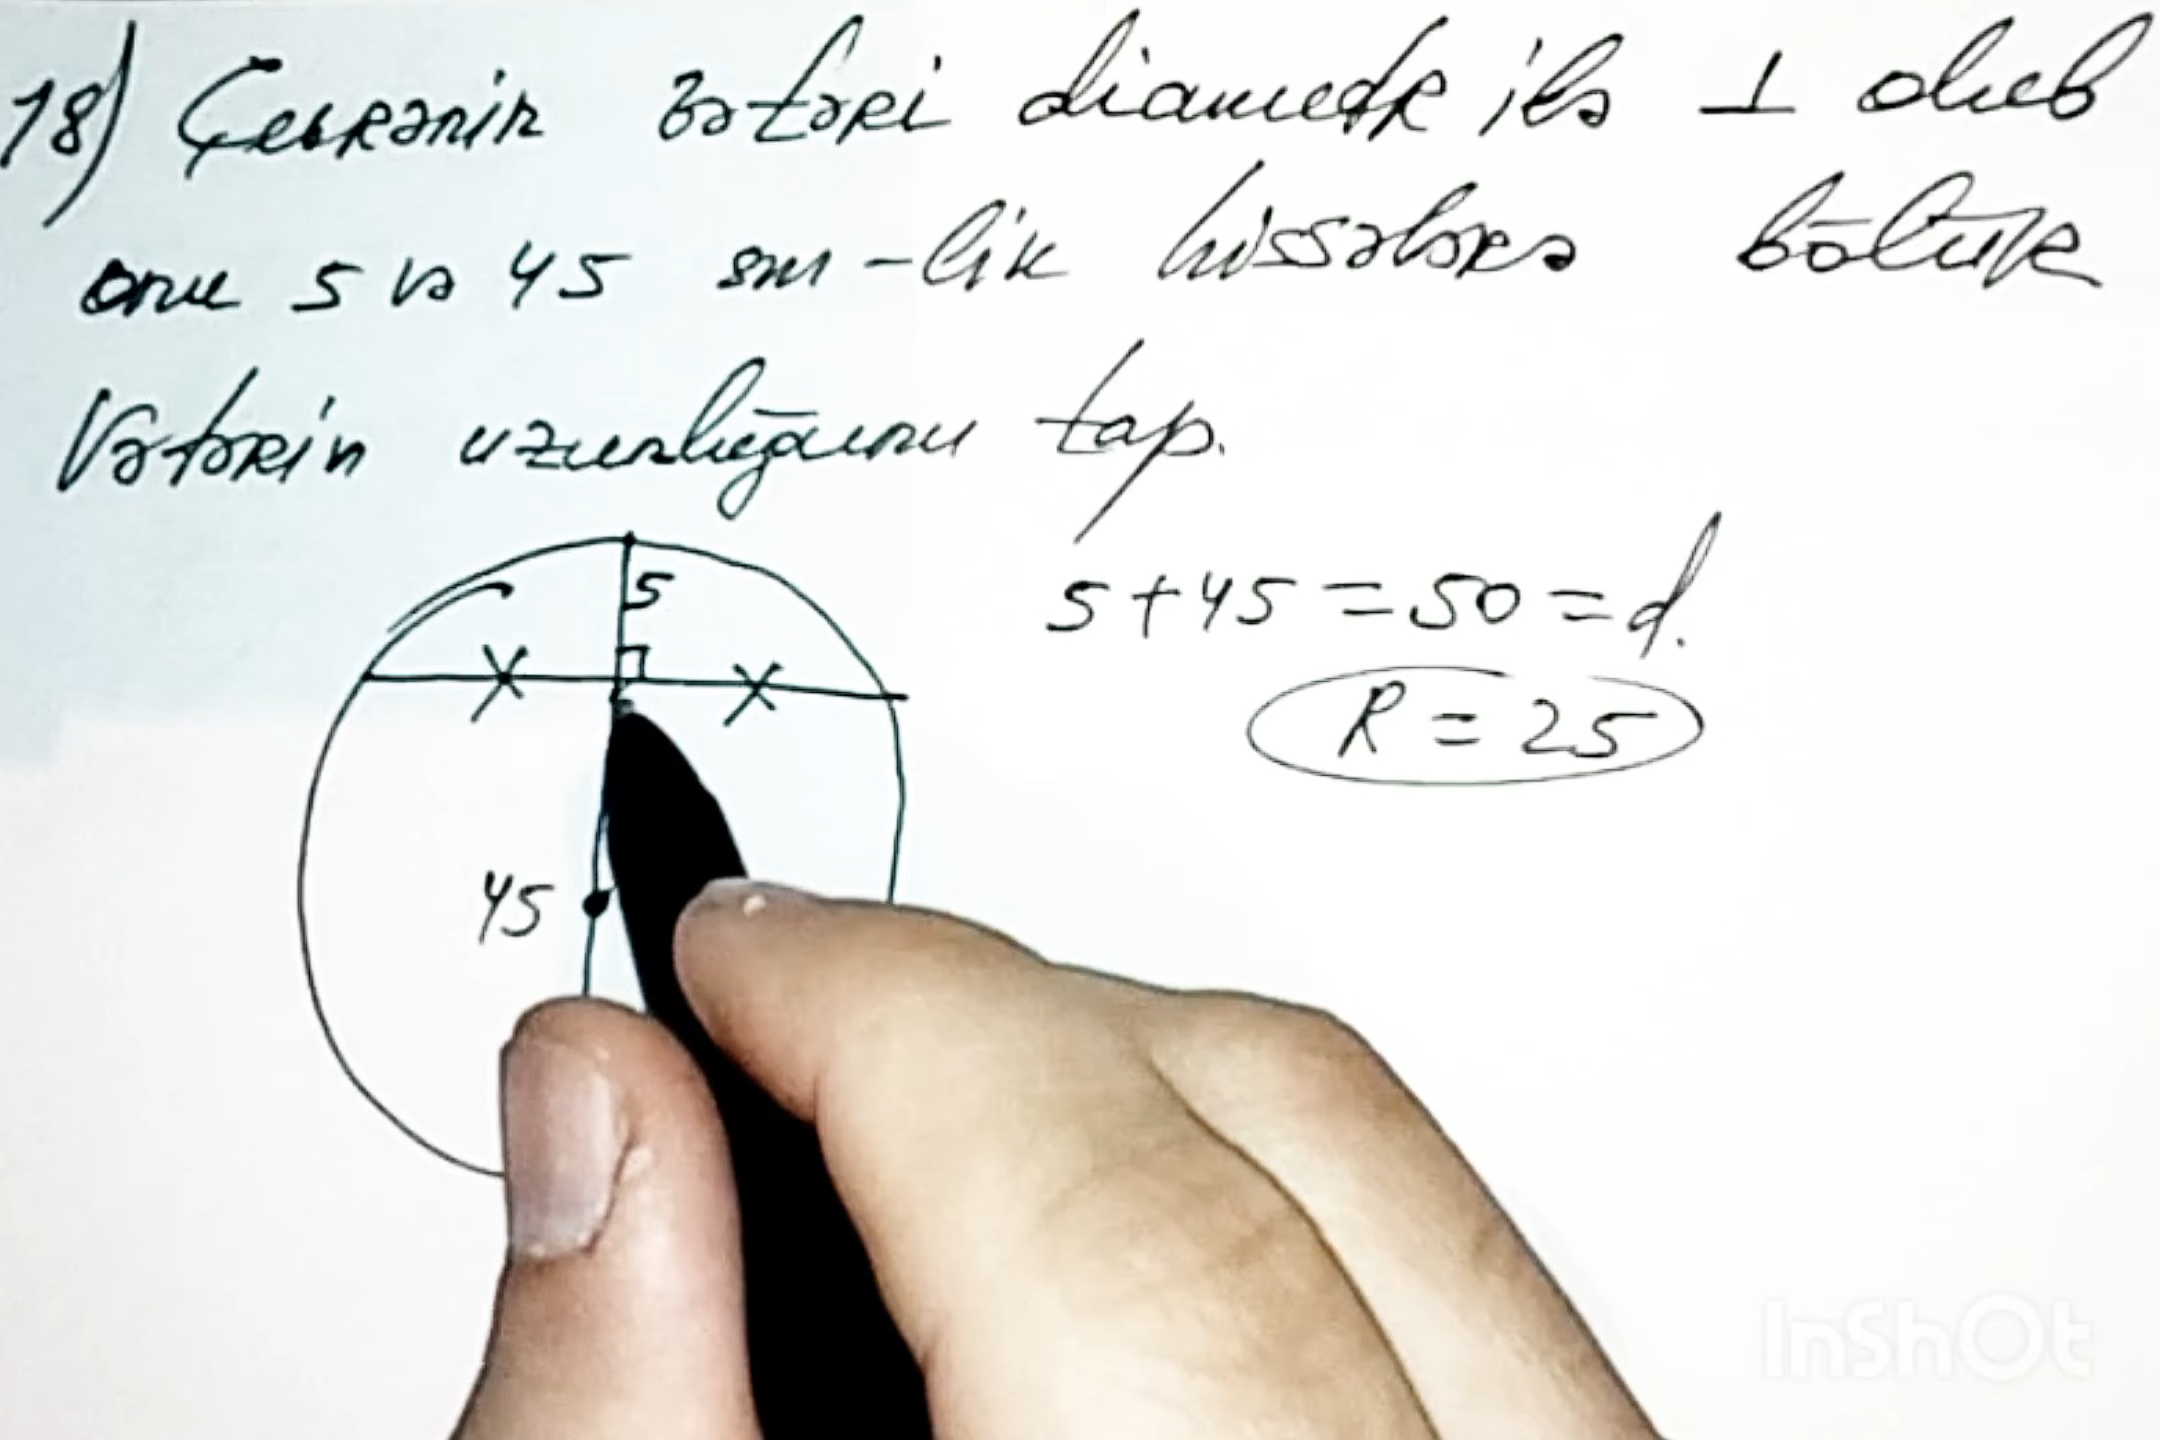 18) Çevrənin vətəri diametr ilə ⊥ olub
onu 5 və 45 sm-lik hissələrə bölür
Vətərin uzunluğunu tap.
5
5+45=50=d.
R=25
45
InShOt